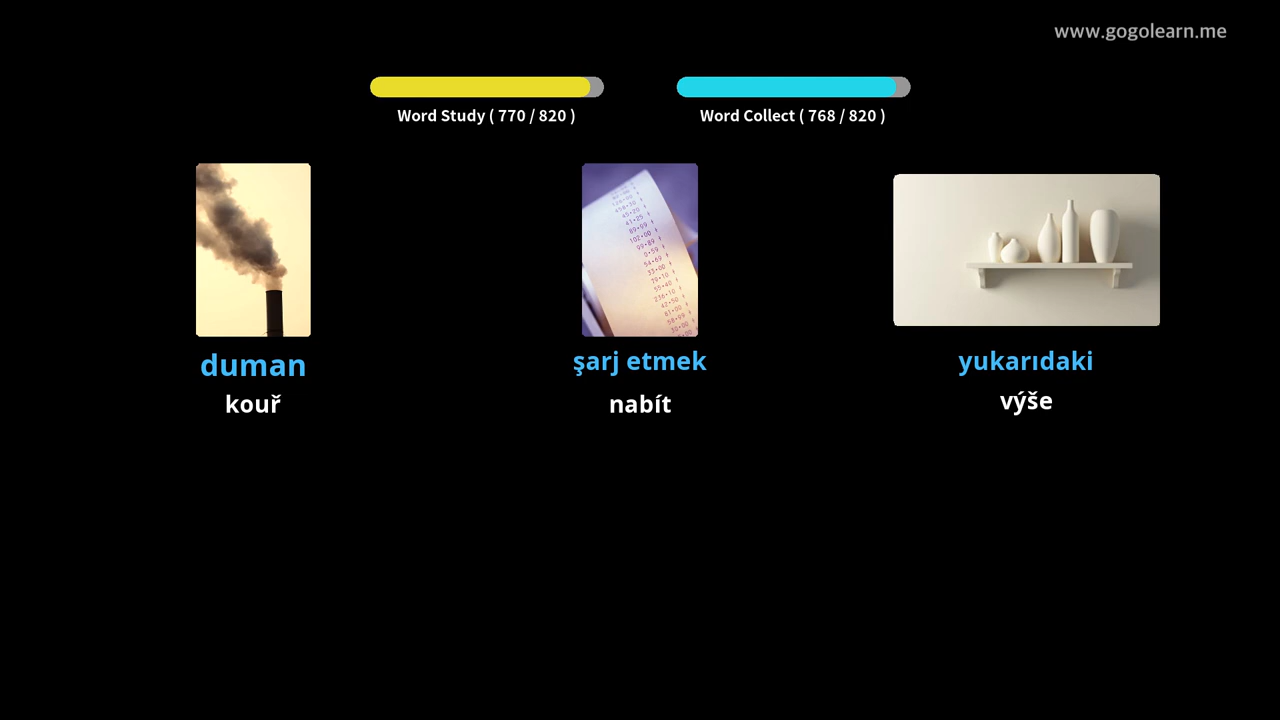 www.gogolearn.me
Word Study ( 770 / 820 )
Word Collect ( 768 / 820 )
duman
kouř
şarj etmek
nabít
yukarıdaki
výše